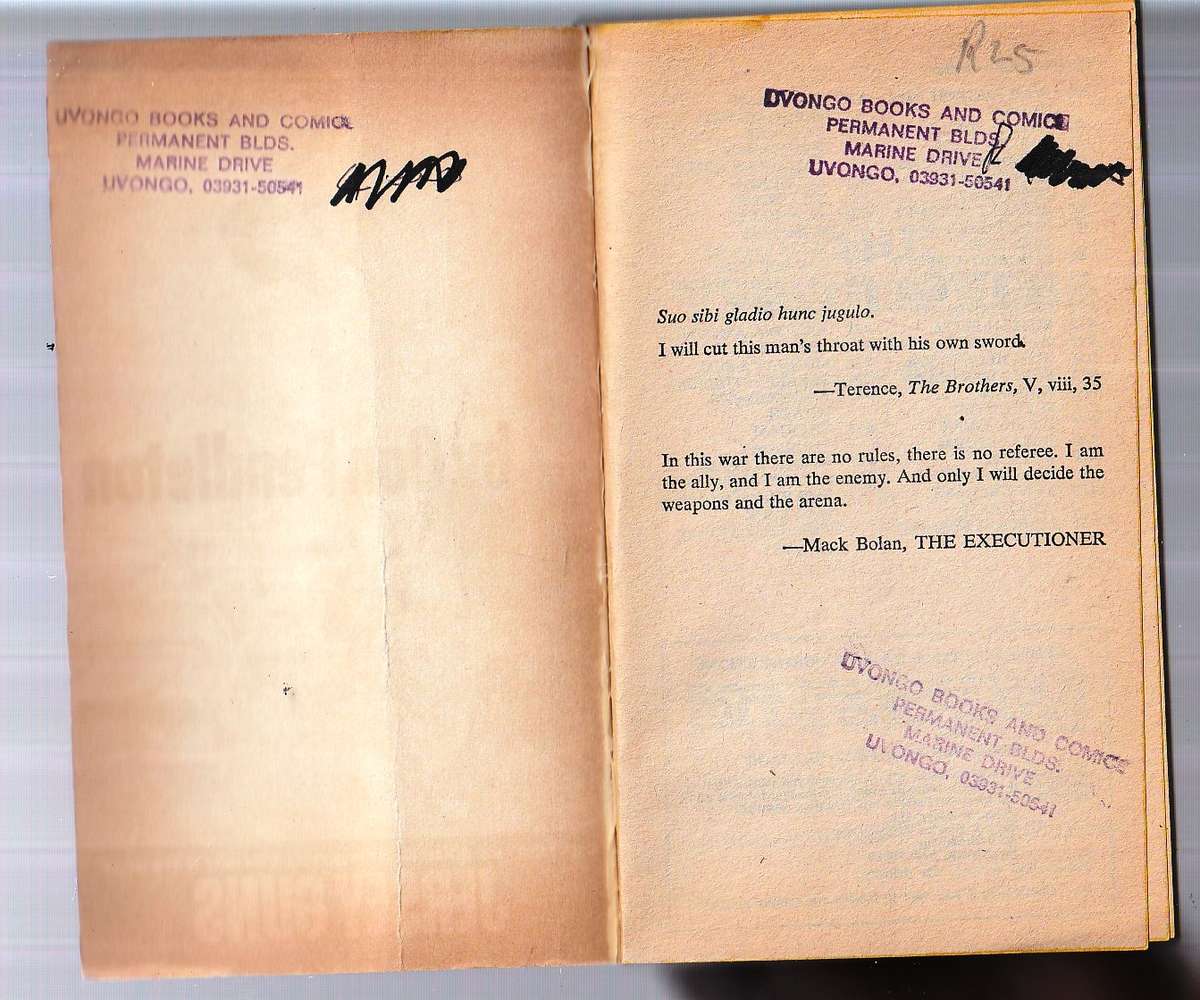 UVONGO BOOKS AND COMICS
PERMANENT BLDS.
MARINE DRIVE
UVONGO, 03931-50541
R25
UVONGO BOOKS AND COMICS
PERMANENT BLDS
MARINE DRIVE
UVONGO, 03931-50541
Suo sibi gladio hunc jugulo.
I will cut this man's throat with his own sword.
—Terence, The Brothers, V, viii, 35
In this war there are no rules, there is no referee. I am
the ally, and I am the enemy. And only I will decide the
weapons and the arena.
—Mack Bolan, THE EXECUTIONER
UVONGO BOOKS AND COMICS
PERMANENT BLDS.
MARINE DRIVE
UVONGO, 03931-50541